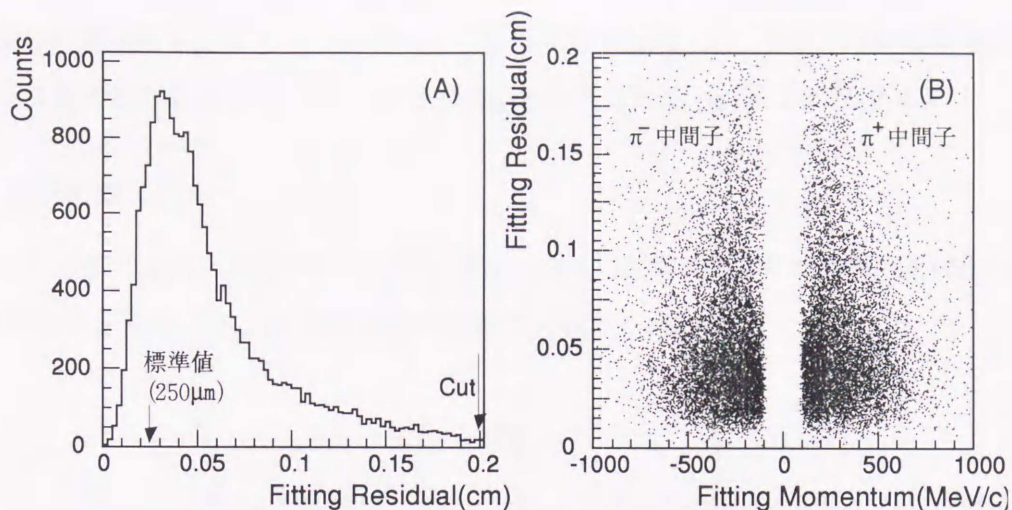 Counts
1000
800
600
400
200
0
(A)
標準値
(250μm)
Cut
0 0.05 0.1 0.15 0.2
Fitting Residual(cm)
Fitting Residual(cm)
0.2
0.15
0.1
0.05
0
(B)
π⁻ 中間子
π⁺ 中間子
-1000 -500 0 500 1000
Fitting Momentum(MeV/c)